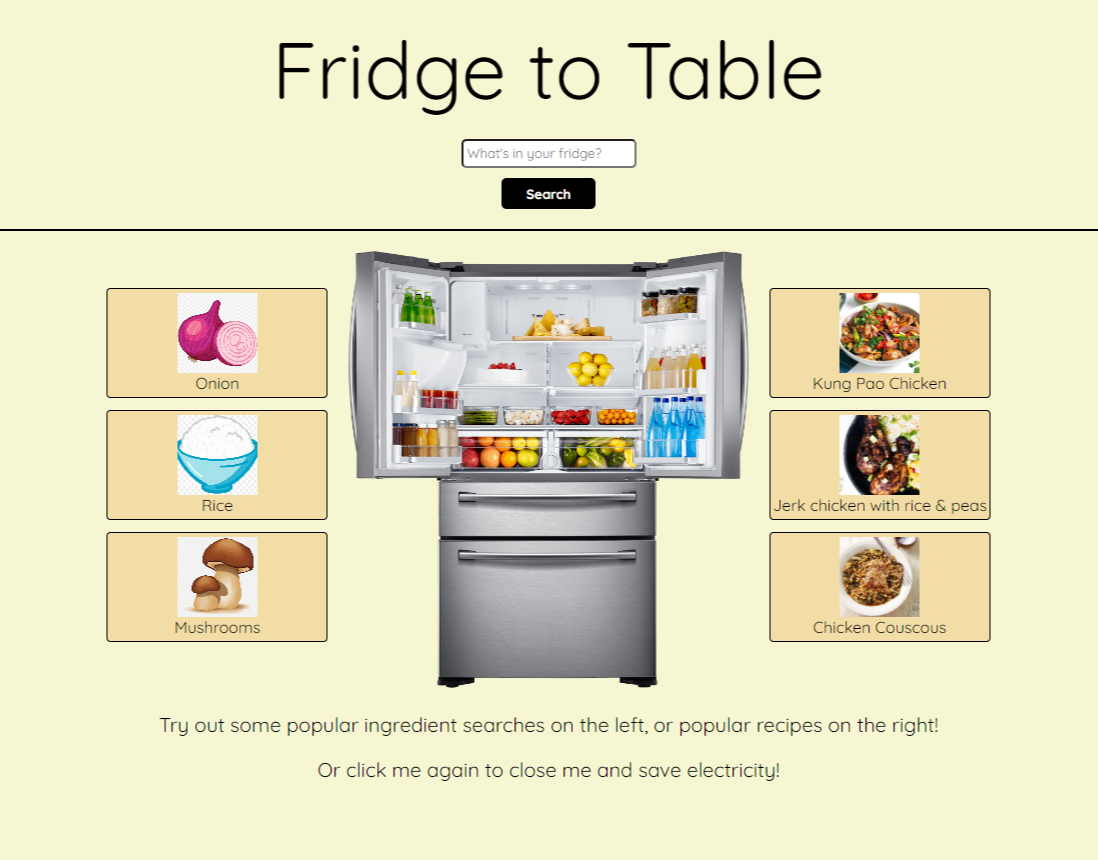 Fridge to Table
What's in your fridge?
Search
Onion
Kung Pao Chicken
Rice
Jerk chicken with rice & peas
Mushrooms
Chicken Couscous
Try out some popular ingredient searches on the left, or popular recipes on the right!
Or click me again to close me and save electricity!